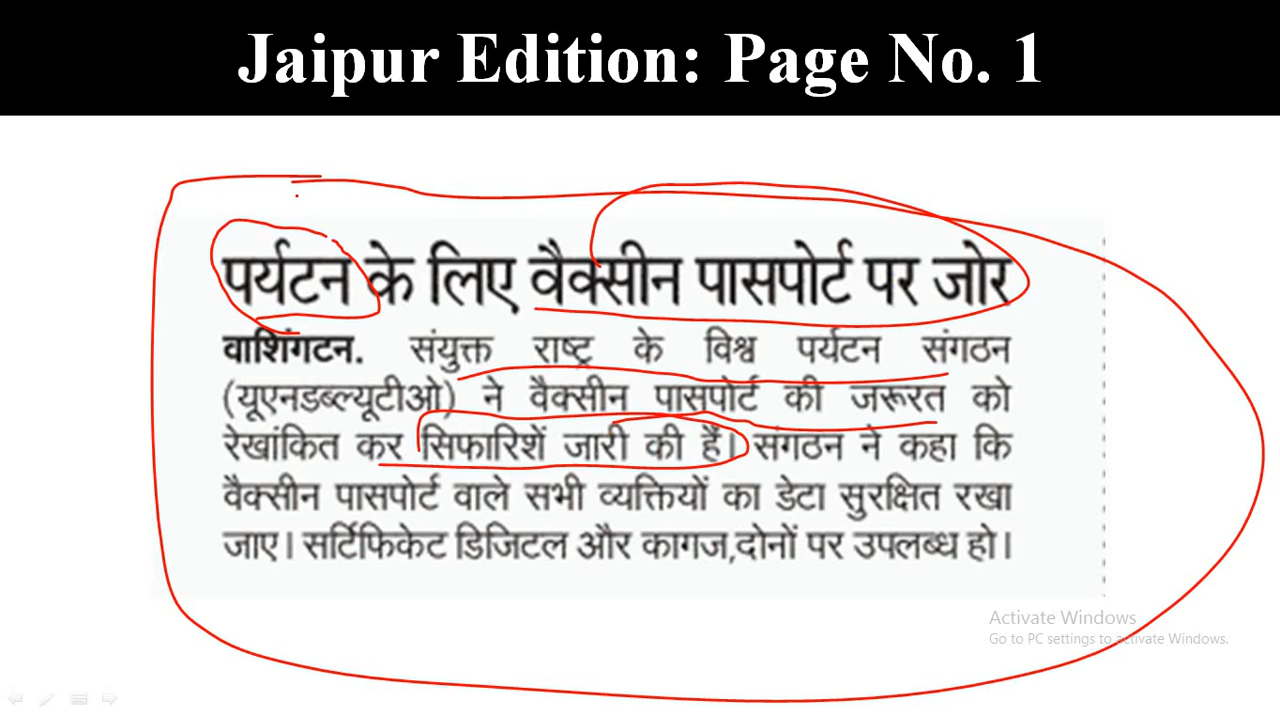 Jaipur Edition: Page No. 1
पर्यटन के लिए वैक्सीन पासपोर्ट पर जोर
वाशिंगटन. संयुक्त राष्ट्र के विश्व पर्यटन संगठन
(यूएनडब्ल्यूटीओ) ने वैक्सीन पासपोर्ट की जरूरत को
रेखांकित कर सिफारिशें जारी की हैं। संगठन ने कहा कि
वैक्सीन पासपोर्ट वाले सभी व्यक्तियों का डेटा सुरक्षित रखा
जाए। सर्टिफिकेट डिजिटल और कागज,दोनों पर उपलब्ध हो।
Activate Windows
Go to PC settings to activate Windows.